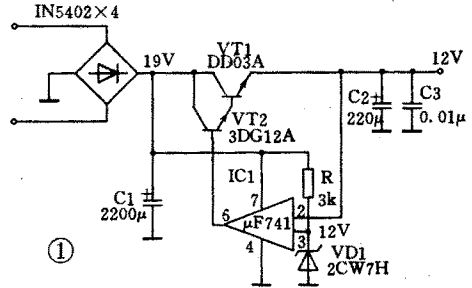 IN5402×4
19V
VT1
DD03A
12V
VT2
3DG12A
C2
220μ
C3
0.01μ
C1
2200μ
IC1
R
3k
7
6
μF741
2
3
4
12V
VD1
2CW7H
+
+
①